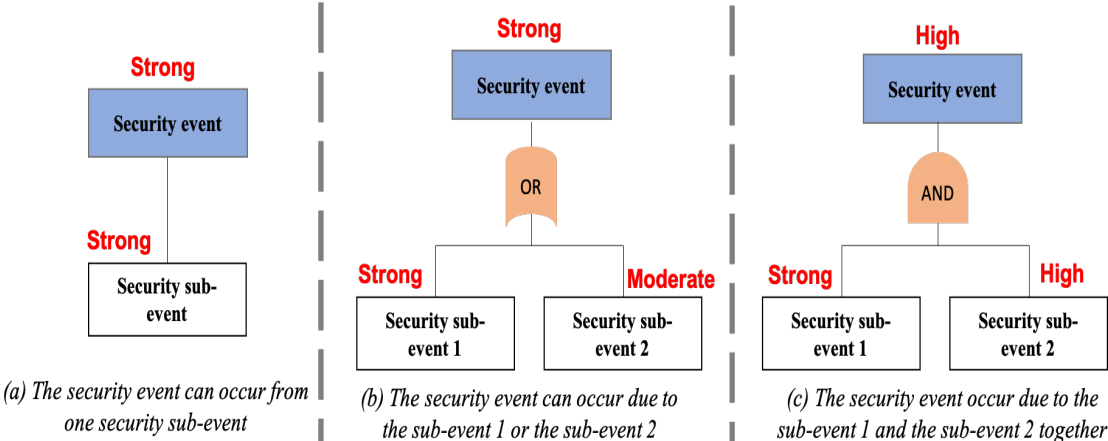 Strong
Security event
Strong
Security sub-
event
(a) The security event can occur from
one security sub-event
Strong
Security event
OR
Strong
Moderate
Security sub-
event 1
Security sub-
event 2
(b) The security event can occur due to
the sub-event 1 or the sub-event 2
High
Security event
AND
Strong
High
Security sub-
event 1
Security sub-
event 2
(c) The security event occur due to the
sub-event 1 and the sub-event 2 together